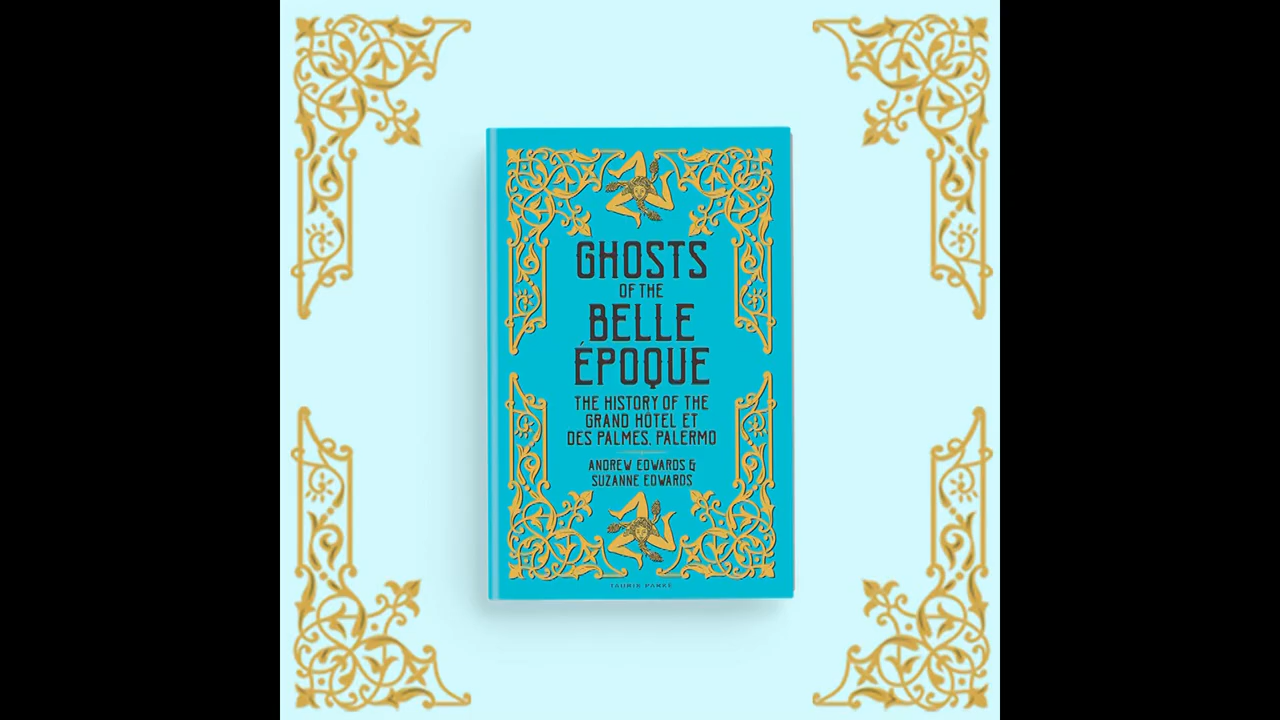 GHOSTS
OF THE
BELLE
ÉPOQUE
THE HISTORY OF THE
GRAND HÔTEL ET
DES PALMES, PALERMO
ANDREW EDWARDS &
SUZANNE EDWARDS
TAURIS PARKE